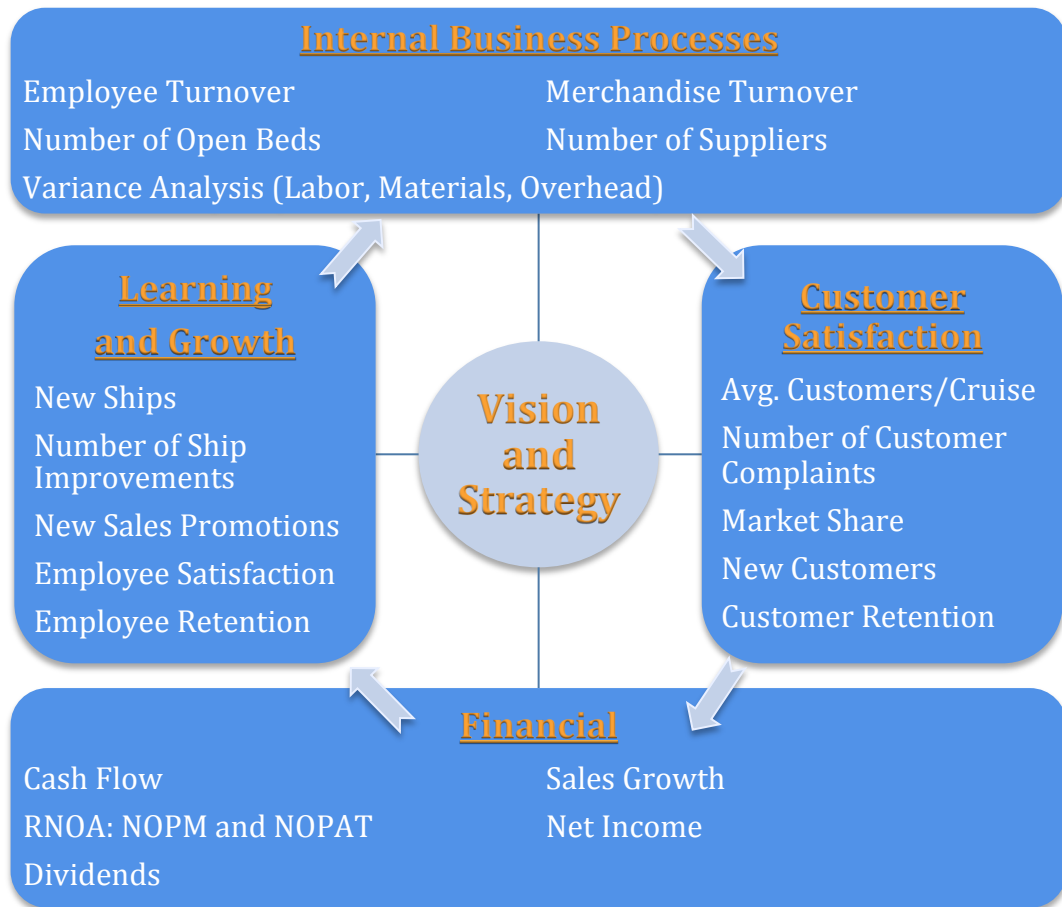 Internal Business Processes
Employee Turnover
Merchandise Turnover
Number of Open Beds
Number of Suppliers
Variance Analysis (Labor, Materials, Overhead)
Learning
and Growth
New Ships
Number of Ship
Improvements
New Sales Promotions
Employee Satisfaction
Employee Retention
Vision
and
Strategy
Customer
Satisfaction
Avg. Customers/Cruise
Number of Customer
Complaints
Market Share
New Customers
Customer Retention
Financial
Cash Flow
Sales Growth
RNOA: NOPM and NOPAT
Net Income
Dividends